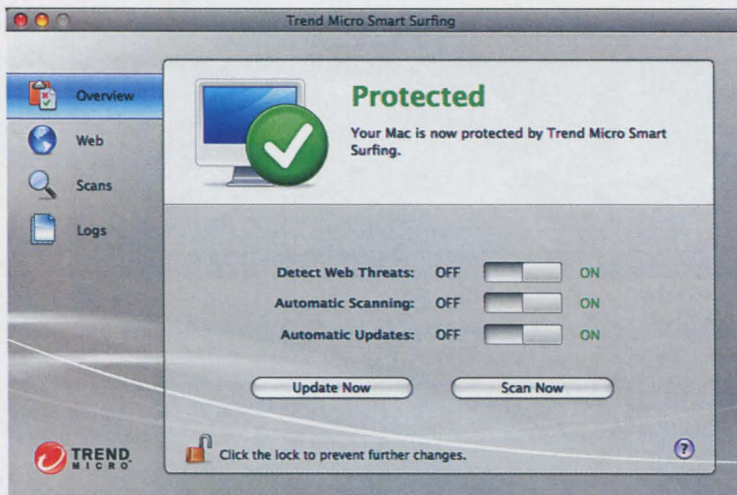 Trend Micro Smart Surfing
Overview
Web
Scans
Logs
Protected
Your Mac is now protected by Trend Micro Smart
Surfing.
Detect Web Threats: OFF ON
Automatic Scanning: OFF ON
Automatic Updates: OFF ON
Update Now Scan Now
Click the lock to prevent further changes. ?
TREND
MICRO